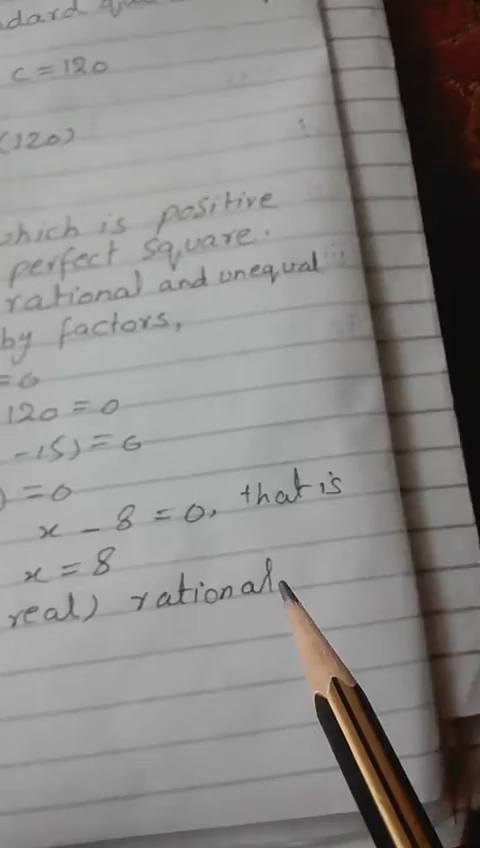 c = 120
(120)
which is positive
perfect square.
rational and unequal
by factors,
= 0
120 = 0
-15) = 0
) = 0
x - 8 = 0, that is
x = 8
real) rational